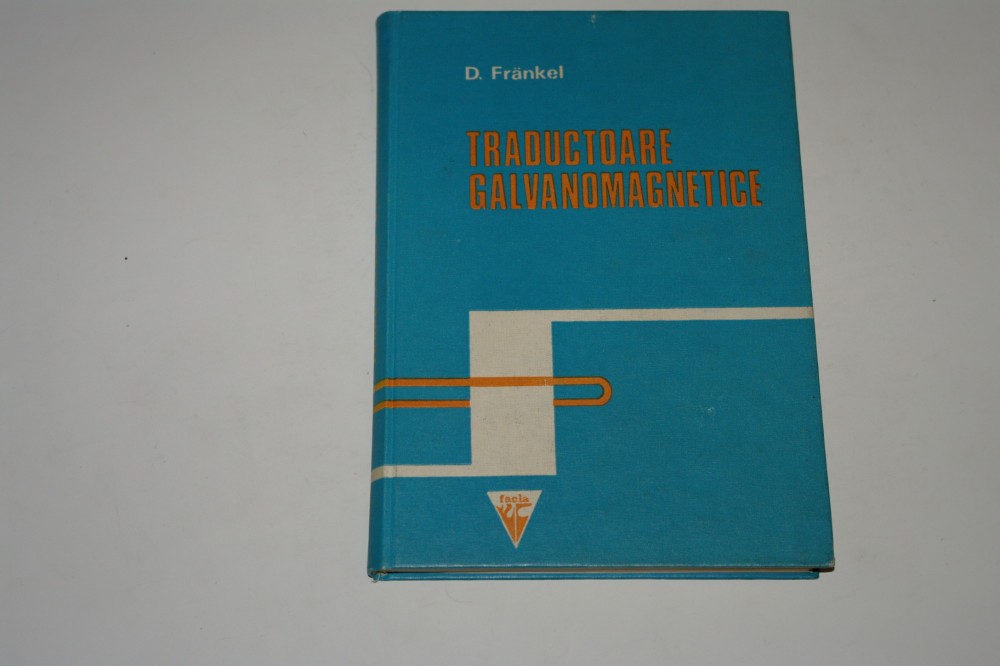 D. Fränkel
TRADUCTOARE
GALVANOMAGNETICE
facla